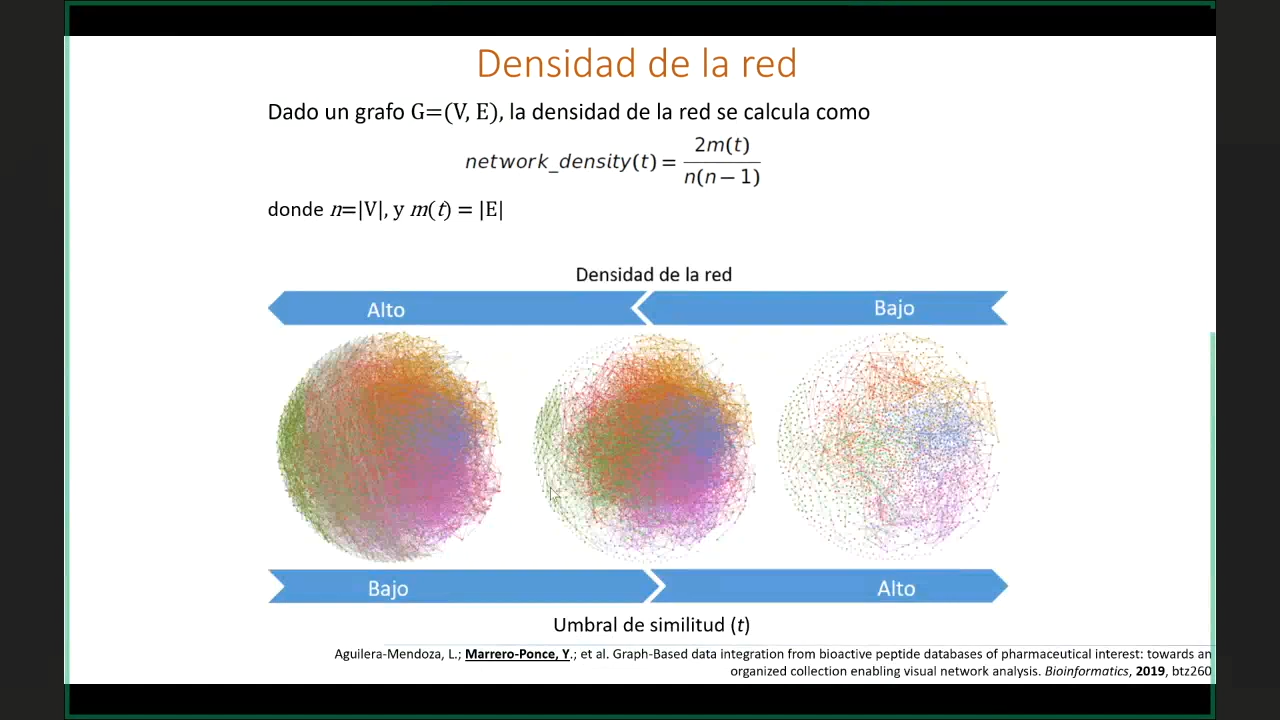 Densidad de la red
Dado un grafo G=(V, E), la densidad de la red se calcula como
network_density(t) = 2m(t) / n(n − 1)
donde n=|V|, y m(t) = |E|
Densidad de la red
Alto Bajo
Bajo Alto
Umbral de similitud (t)
Aguilera-Mendoza, L.; Marrero-Ponce, Y.; et al. Graph-Based data integration from bioactive peptide databases of pharmaceutical interest: towards an
organized collection enabling visual network analysis. Bioinformatics, 2019, btz260